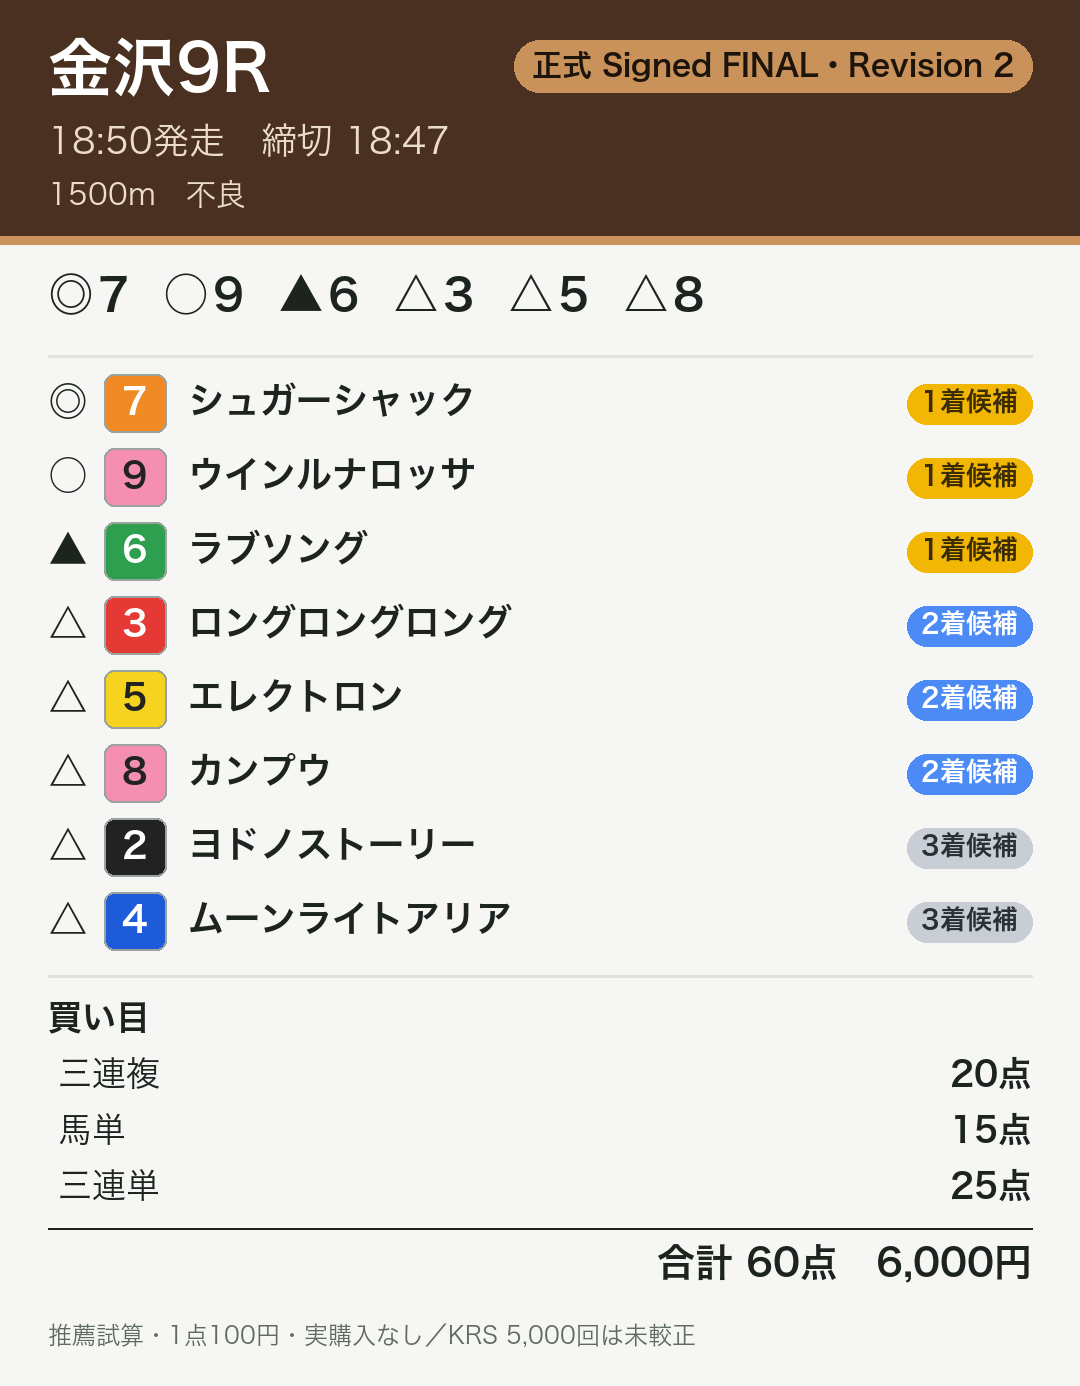 金沢9R
正式 Signed FINAL・Revision 2
18:50発走　締切 18:47
1500m　不良
◎7 ○9 ▲6 △3 △5 △8
◎ 7 シュガーシャック 1着候補
○ 9 ウインルナロッサ 1着候補
▲ 6 ラブソング 1着候補
△ 3 ロングロングロング 2着候補
△ 5 エレクトロン 2着候補
△ 8 カンプウ 2着候補
△ 2 ヨドノストーリー 3着候補
△ 4 ムーンライトアリア 3着候補
買い目
三連複 20点
馬単 15点
三連単 25点
合計 60点　6,000円
推薦試算・1点100円・実購入なし／KRS 5,000回は未較正